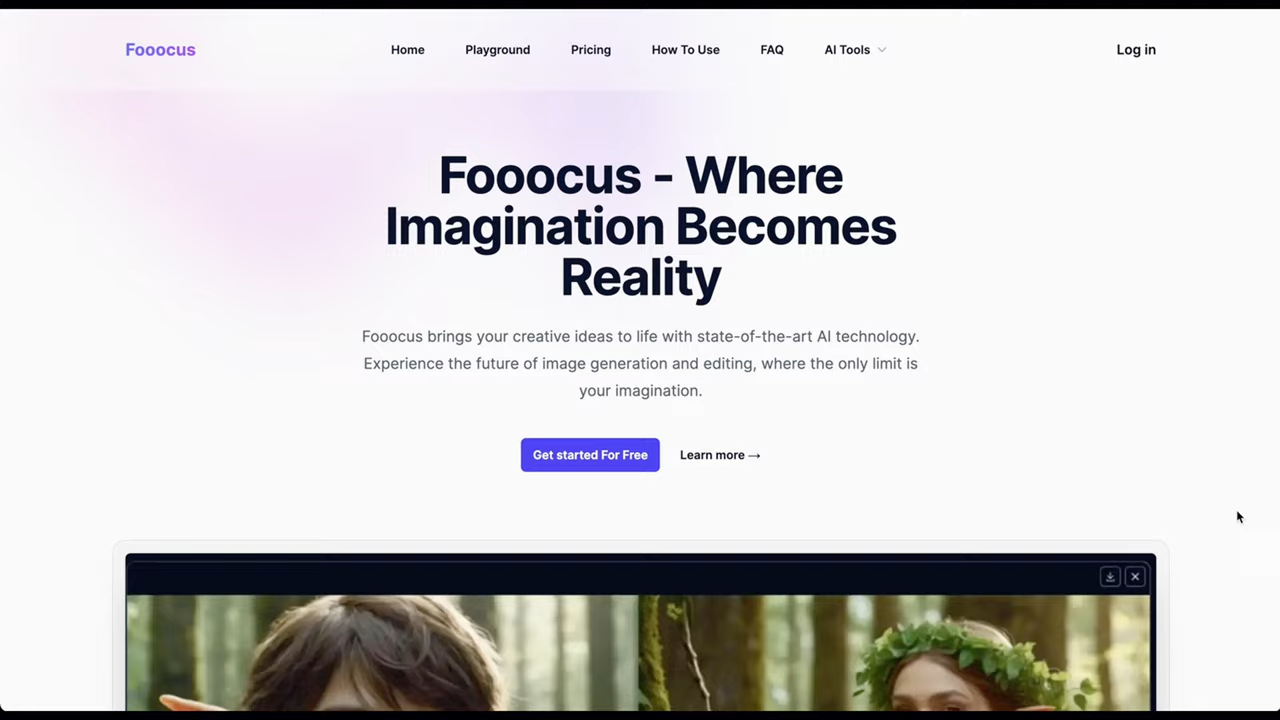 Fooocus
Home
Playground
Pricing
How To Use
FAQ
AI Tools
Log in
Fooocus - Where
Imagination Becomes
Reality
Fooocus brings your creative ideas to life with state-of-the-art AI technology.
Experience the future of image generation and editing, where the only limit is
your imagination.
Get started For Free
Learn more →